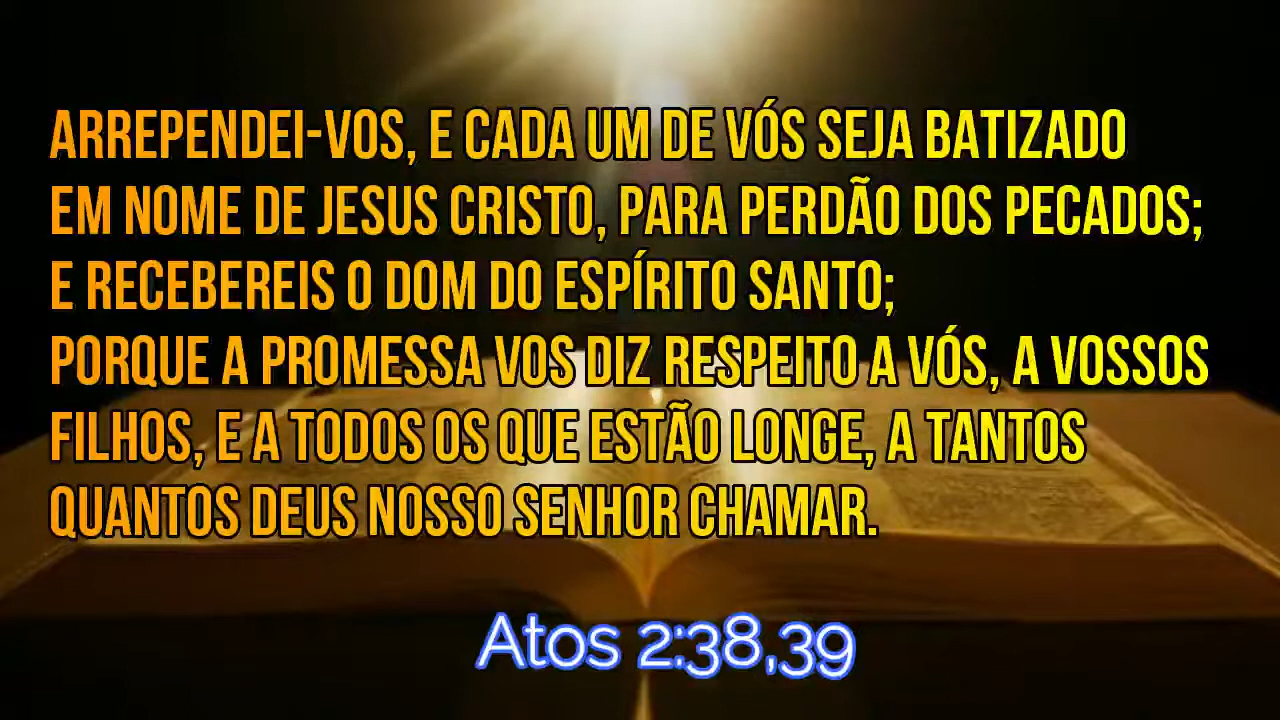 ARREPENDEI-VOS, E CADA UM DE VÓS SEJA BATIZADO
EM NOME DE JESUS CRISTO, PARA PERDÃO DOS PECADOS;
E RECEBEREIS O DOM DO ESPÍRITO SANTO;
PORQUE A PROMESSA VOS DIZ RESPEITO A VÓS, A VOSSOS
FILHOS, E A TODOS OS QUE ESTÃO LONGE, A TANTOS
QUANTOS DEUS NOSSO SENHOR CHAMAR.
Atos 2:38,39